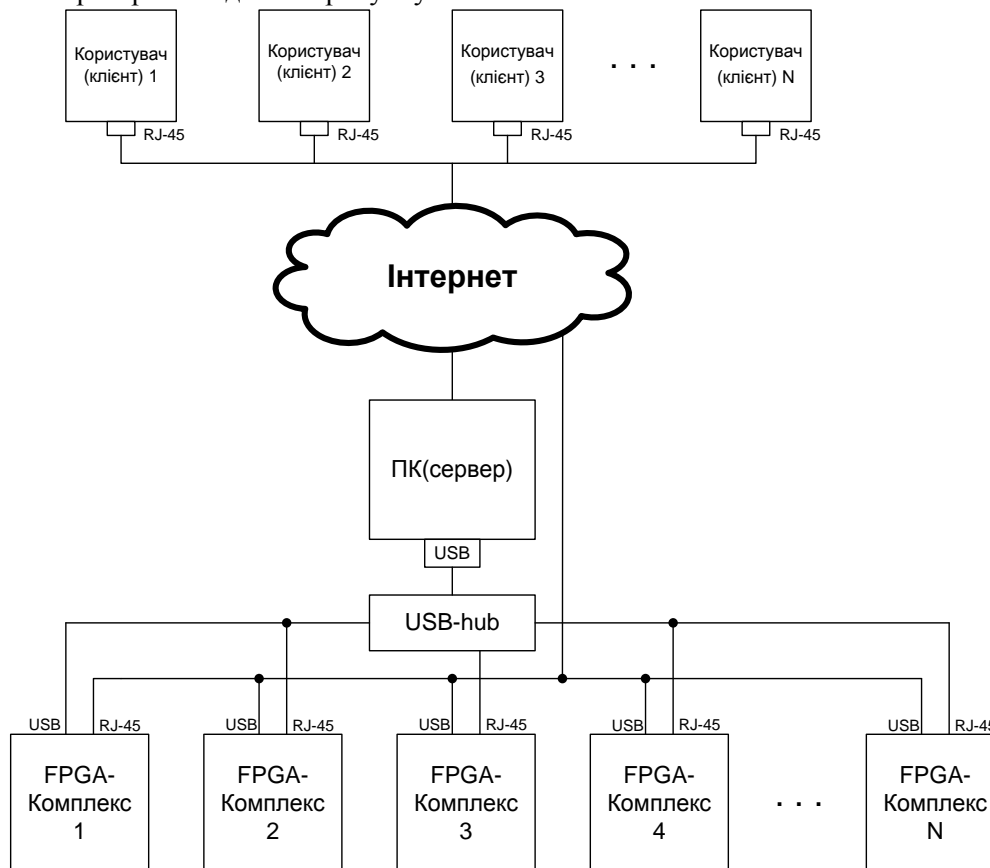 Користувач
(клієнт) 1
Користувач
(клієнт) 2
Користувач
(клієнт) 3
. . .
Користувач
(клієнт) N
RJ-45
RJ-45
RJ-45
RJ-45
Інтернет
ПК(сервер)
USB
USB-hub
USB
RJ-45
USB
RJ-45
USB
RJ-45
USB
RJ-45
USB
RJ-45
FPGA-
Комплекс
1
FPGA-
Комплекс
2
FPGA-
Комплекс
3
FPGA-
Комплекс
4
. . .
FPGA-
Комплекс
N